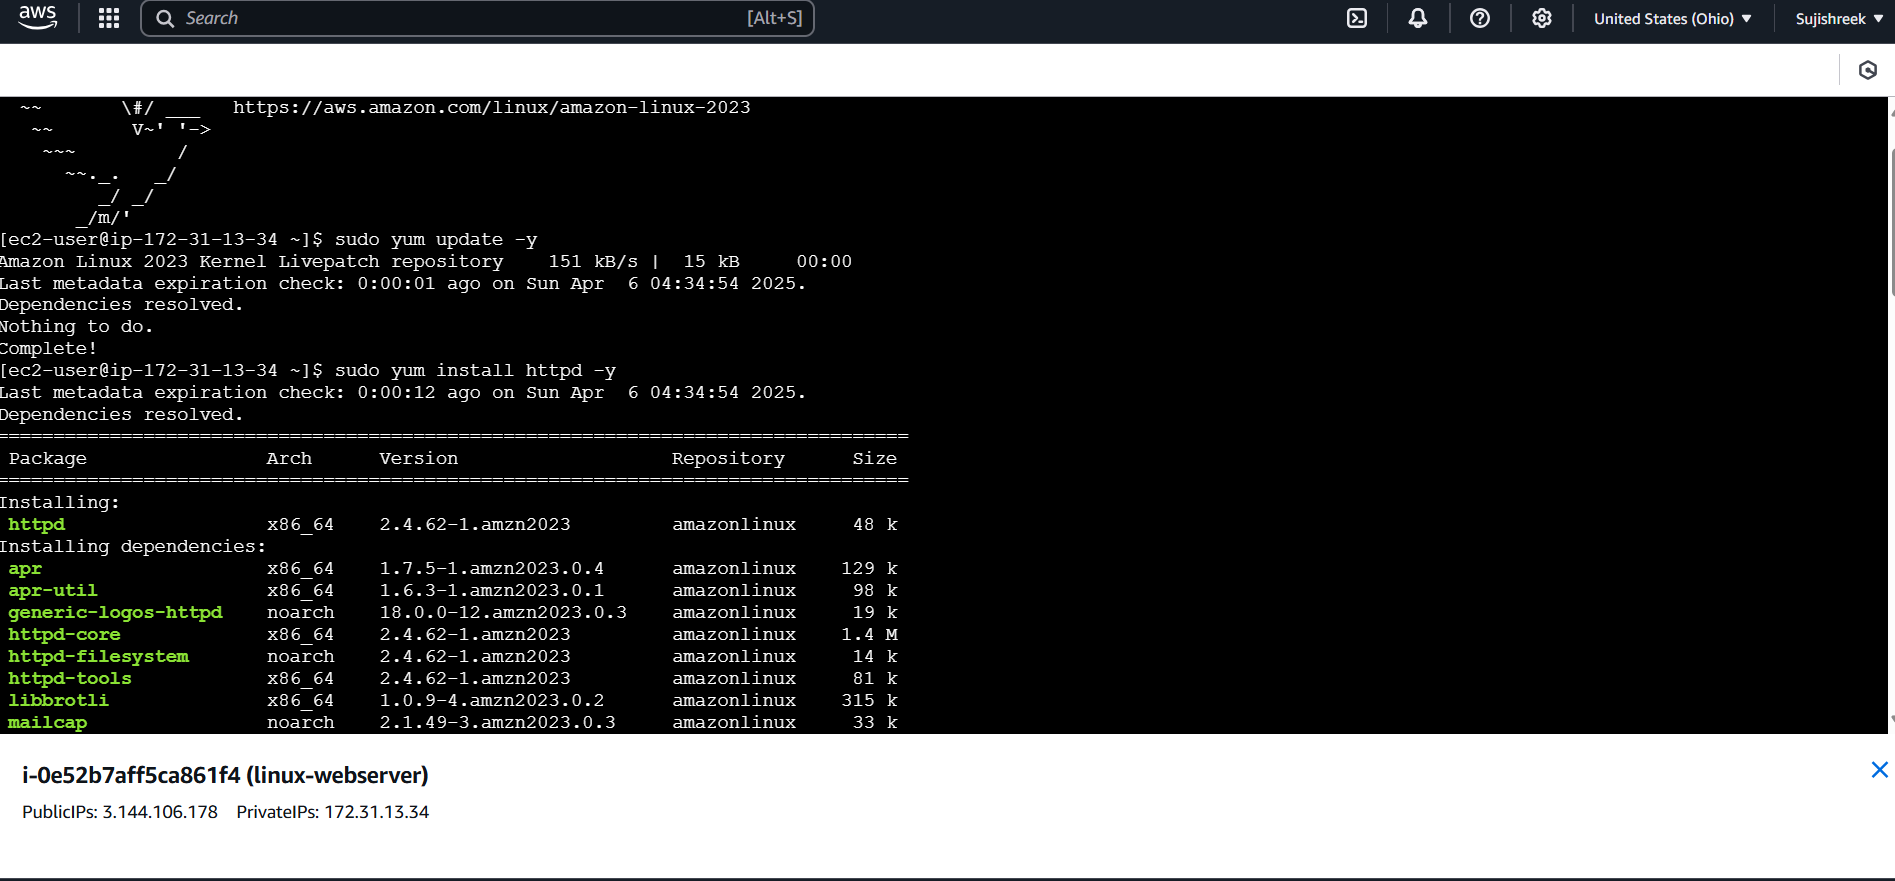 aws
Search [Alt+S] United States (Ohio) ▼ Sujishreek ▼
~~       \#/ ___   https://aws.amazon.com/linux/amazon-linux-2023
~~       V~' '->
~~~         /
~~._.   _/
_/ _/
_/m/'
[ec2-user@ip-172-31-13-34 ~]$ sudo yum update -y
Amazon Linux 2023 Kernel Livepatch repository    151 kB/s |  15 kB     00:00
Last metadata expiration check: 0:00:01 ago on Sun Apr  6 04:34:54 2025.
Dependencies resolved.
Nothing to do.
Complete!
[ec2-user@ip-172-31-13-34 ~]$ sudo yum install httpd -y
Last metadata expiration check: 0:00:12 ago on Sun Apr  6 04:34:54 2025.
Dependencies resolved.
================================================================================
Package                Arch      Version                   Repository      Size
================================================================================
Installing:
httpd                  x86_64    2.4.62-1.amzn2023         amazonlinux     48 k
Installing dependencies:
apr                    x86_64    1.7.5-1.amzn2023.0.4      amazonlinux    129 k
apr-util               x86_64    1.6.3-1.amzn2023.0.1      amazonlinux     98 k
generic-logos-httpd    noarch    18.0.0-12.amzn2023.0.3    amazonlinux     19 k
httpd-core             x86_64    2.4.62-1.amzn2023         amazonlinux    1.4 M
httpd-filesystem       noarch    2.4.62-1.amzn2023         amazonlinux     14 k
httpd-tools            x86_64    2.4.62-1.amzn2023         amazonlinux     81 k
libbrotli              x86_64    1.0.9-4.amzn2023.0.2      amazonlinux    315 k
mailcap                noarch    2.1.49-3.amzn2023.0.3     amazonlinux     33 k
i-0e52b7aff5ca861f4 (linux-webserver)
PublicIPs: 3.144.106.178    PrivateIPs: 172.31.13.34